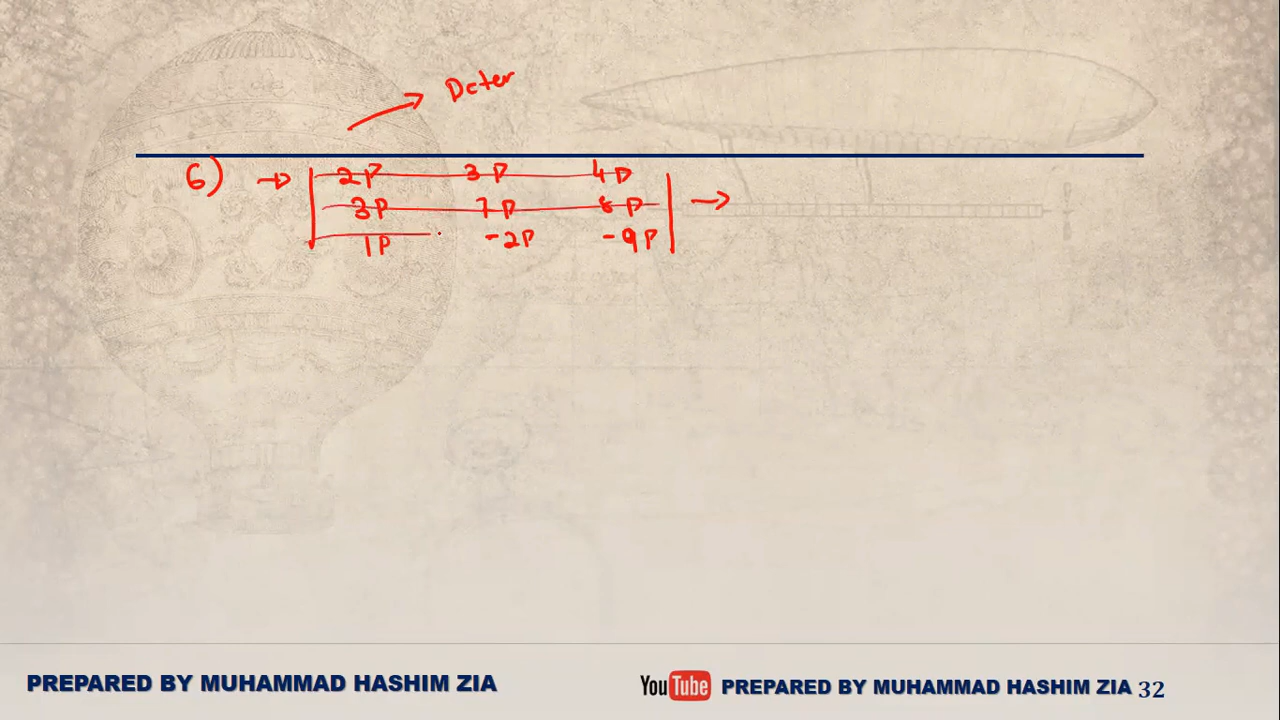 Deter
6) → | 2P 3P 4P | →
3P 7P 8P
1P -2P -9P
PREPARED BY MUHAMMAD HASHIM ZIA
YouTube PREPARED BY MUHAMMAD HASHIM ZIA 32